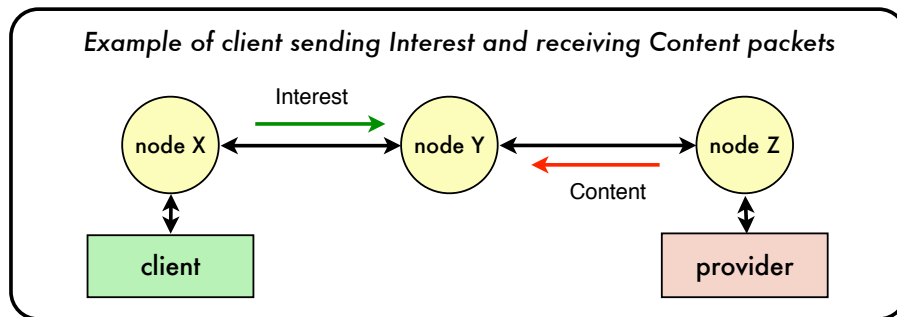 Example of client sending Interest and receiving Content packets
Interest
node X
node Y
node Z
Content
client
provider